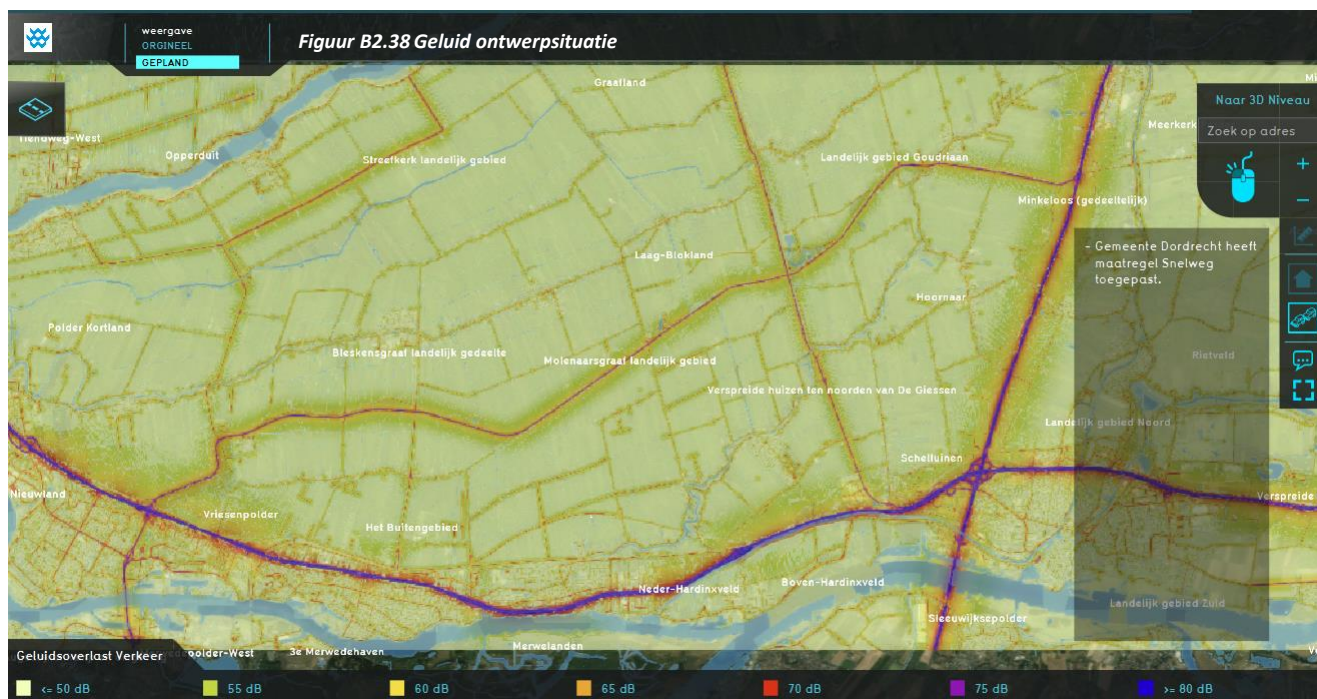 weergave
ORGINEEL
GEPLAND
Figuur B2.38 Geluid ontwerpsituatie
Graafland
Naar 3D Niveau
Zoek op adres
Meerkerk
Tiendweg-West
Opperduit
Streefkerk landelijk gebied
Landelijk gebied Goudriaan
Minkeloos (gedeeltelijk)
- Gemeente Dordrecht heeft
maatregel Snelweg
toegepast.
Laag-Blokland
Hoornaar
Polder Kortland
Bleskensgraaf landelijk gedeelte
Molenaarsgraaf landelijk gebied
Rietveld
Verspreide huizen ten noorden van De Giessen
Landelijk gebied Noord
Schelluinen
Nieuwland
Verspreide
Vriesenpolder
Het Buitengebied
Neder-Hardinxveld
Boven-Hardinxveld
Landelijk gebied Zuid
Sleeuwijksepolder
Merwelanden
3e Merwedehaven
polder-West
Geluidsoverlast Verkeer
<= 50 dB
55 dB
60 dB
65 dB
70 dB
75 dB
>= 80 dB